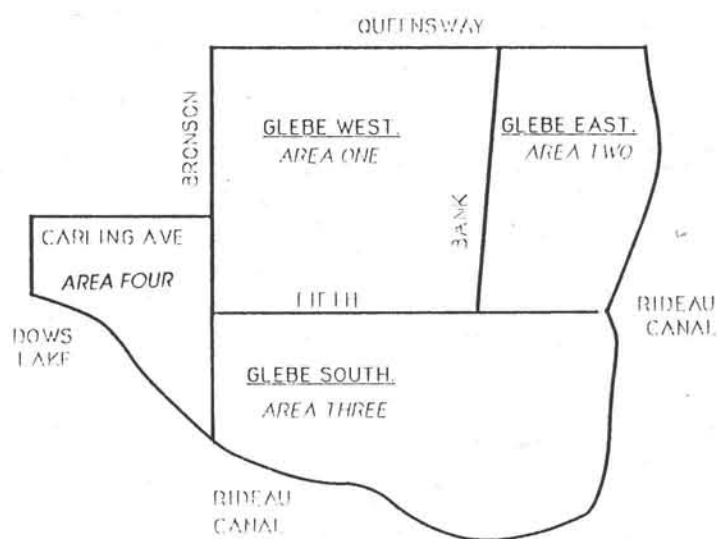 QUEENSWAY
BRONSON
GLEBE WEST.
AREA ONE
GLEBE EAST.
AREA TWO
BANK
CARLING AVE
AREA FOUR
FIFTH
RIDEAU
CANAL
DOWS
LAKE
GLEBE SOUTH.
AREA THREE
RIDEAU
CANAL